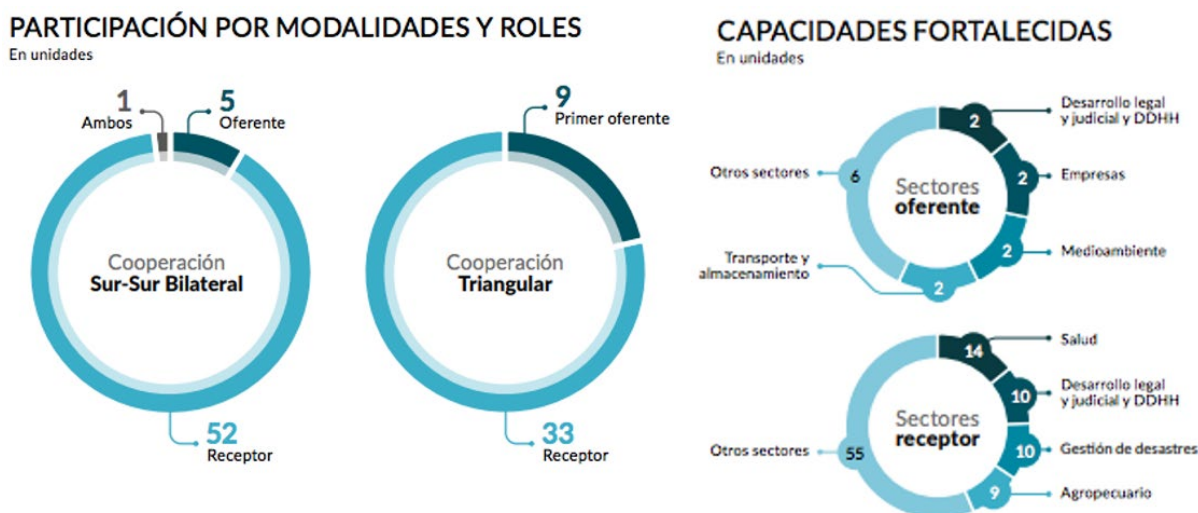 PARTICIPACIÓN POR MODALIDADES Y ROLES
En unidades
1
Ambos
5
Oferente
Cooperación
Sur-Sur Bilateral
52
Receptor
9
Primer oferente
Cooperación
Triangular
33
Receptor
CAPACIDADES FORTALECIDAS
En unidades
2
Desarrollo legal
y judicial y DDHH
Otros sectores
6
2
Empresas
Sectores
oferente
Transporte y
almacenamiento
2
Medioambiente
2
14
Salud
10
Desarrollo legal
y judicial y DDHH
Sectores
receptor
Otros sectores
55
10
Gestión de desastres
9
Agropecuario